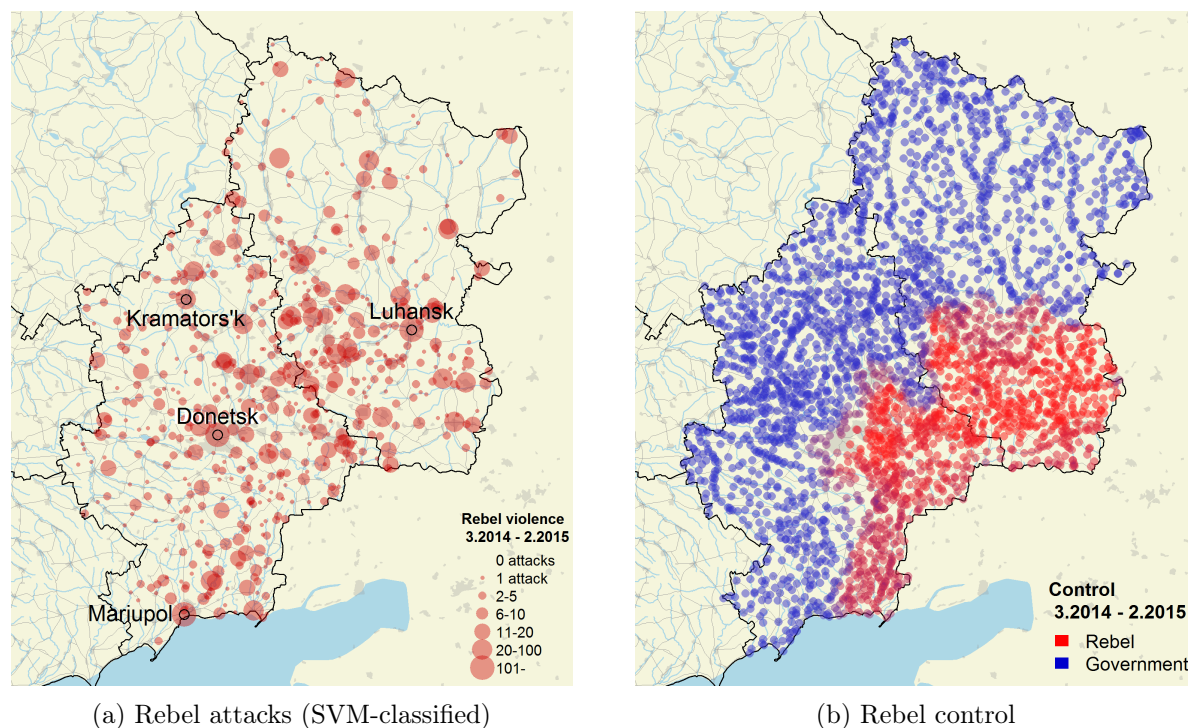 Kramators'k
Luhansk
Donetsk
Mariupol
Rebel violence
3.2014 - 2.2015
0 attacks
1 attack
2-5
6-10
11-20
20-100
101-
(a) Rebel attacks (SVM-classified)
Control
3.2014 - 2.2015
Rebel
Government
(b) Rebel control